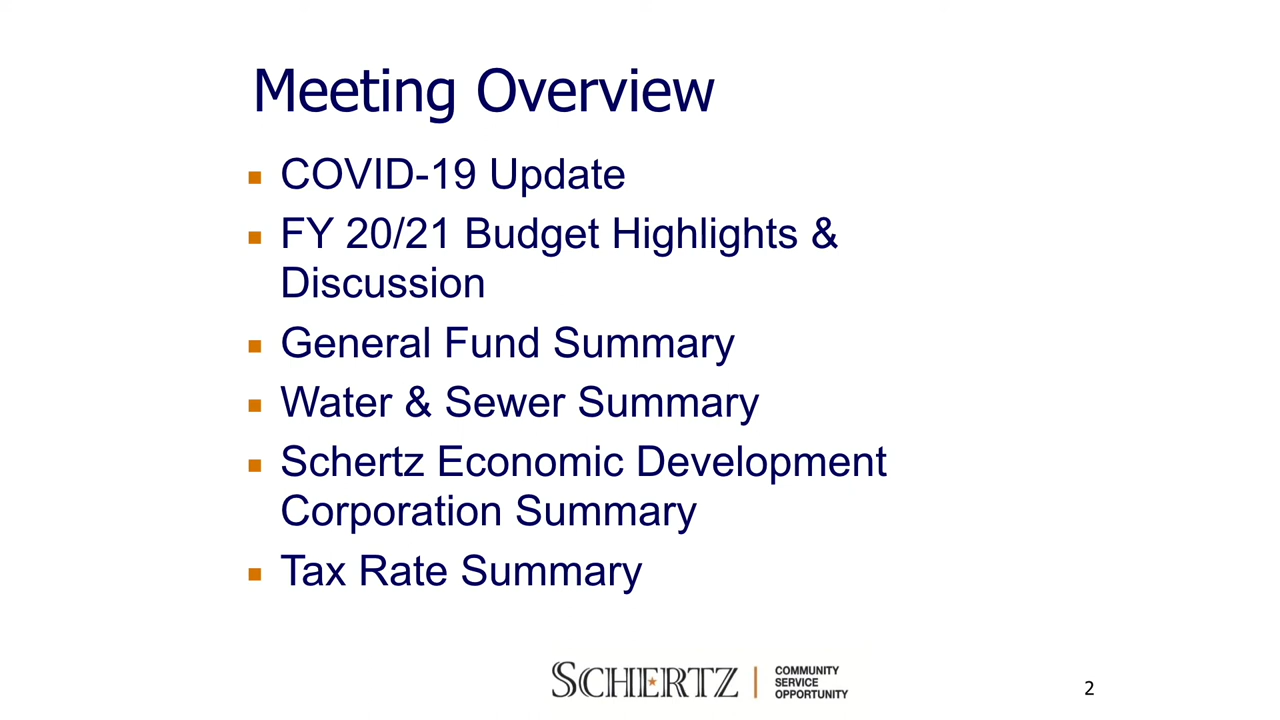 Meeting Overview
COVID-19 Update
FY 20/21 Budget Highlights &
Discussion
General Fund Summary
Water & Sewer Summary
Schertz Economic Development
Corporation Summary
Tax Rate Summary
SCHERTZ
COMMUNITY
SERVICE
OPPORTUNITY
2